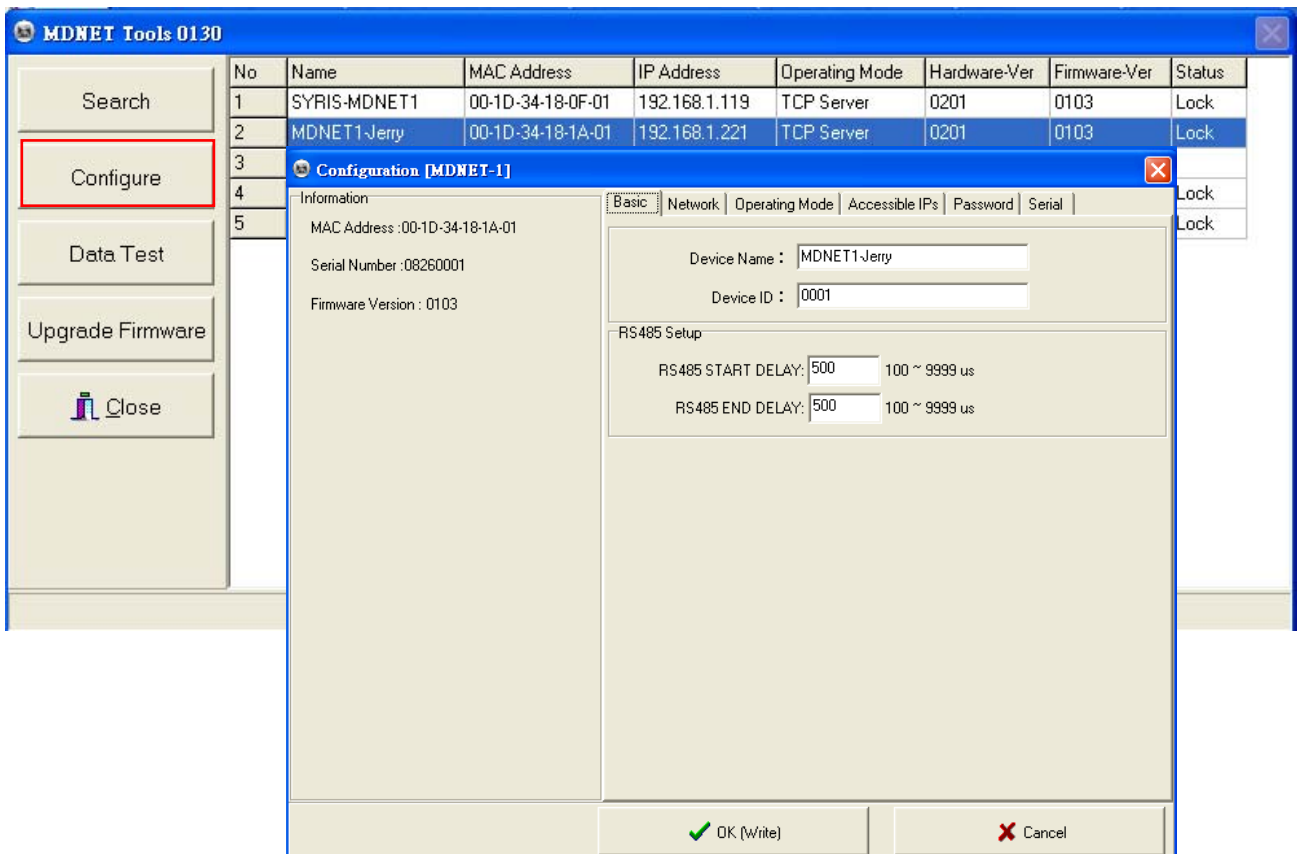 MDNET Tools 0130
Search
Configure
Data Test
Upgrade Firmware
Close
No Name MAC Address IP Address Operating Mode Hardware-Ver Firmware-Ver Status
1 SYRIS-MDNET1 00-1D-34-18-0F-01 192.168.1.119 TCP Server 0201 0103 Lock
2 MDNET1-Jerry 00-1D-34-18-1A-01 192.168.1.221 TCP Server 0201 0103 Lock
3
4 Lock
5 Lock
Configuration [MDNET-1]
Information
MAC Address :00-1D-34-18-1A-01
Serial Number :08260001
Firmware Version : 0103
Basic Network Operating Mode Accessible IPs Password Serial
Device Name : MDNET1-Jerry
Device ID : 0001
RS485 Setup
RS485 START DELAY: 500 100 ~ 9999 us
RS485 END DELAY: 500 100 ~ 9999 us
OK (Write) Cancel